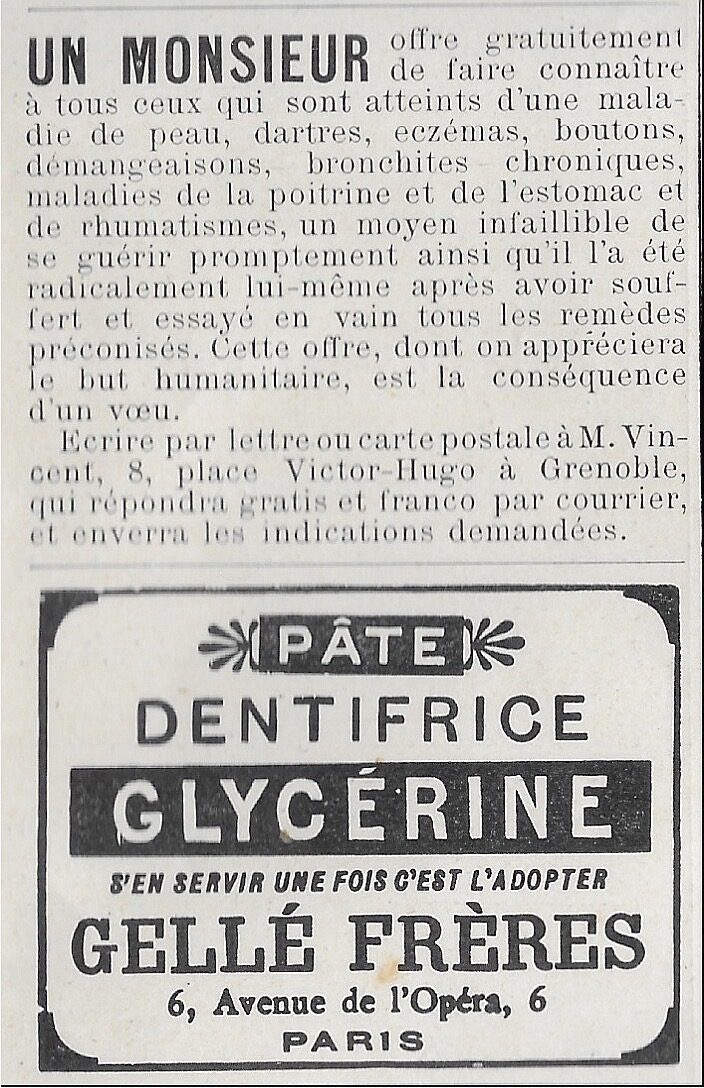 UN MONSIEUR offre gratuitement
de faire connaître
à tous ceux qui sont atteints d'une mala-
die de peau, dartres, eczémas, boutons,
démangeaisons, bronchites chroniques,
maladies de la poitrine et de l'estomac et
de rhumatismes, un moyen infaillible de
se guérir promptement ainsi qu'il l'a été
radicalement lui-même après avoir souf-
fert et essayé en vain tous les remèdes
préconisés. Cette offre, dont on appréciera
le but humanitaire, est la conséquence
d'un vœu.
Ecrire par lettre ou carte postale à M. Vin-
cent, 8, place Victor-Hugo à Grenoble,
qui répondra gratis et franco par courrier,
et enverra les indications demandées.
PÂTE
DENTIFRICE
GLYCÉRINE
S'EN SERVIR UNE FOIS C'EST L'ADOPTER
GELLÉ FRÈRES
6, Avenue de l'Opéra, 6
PARIS